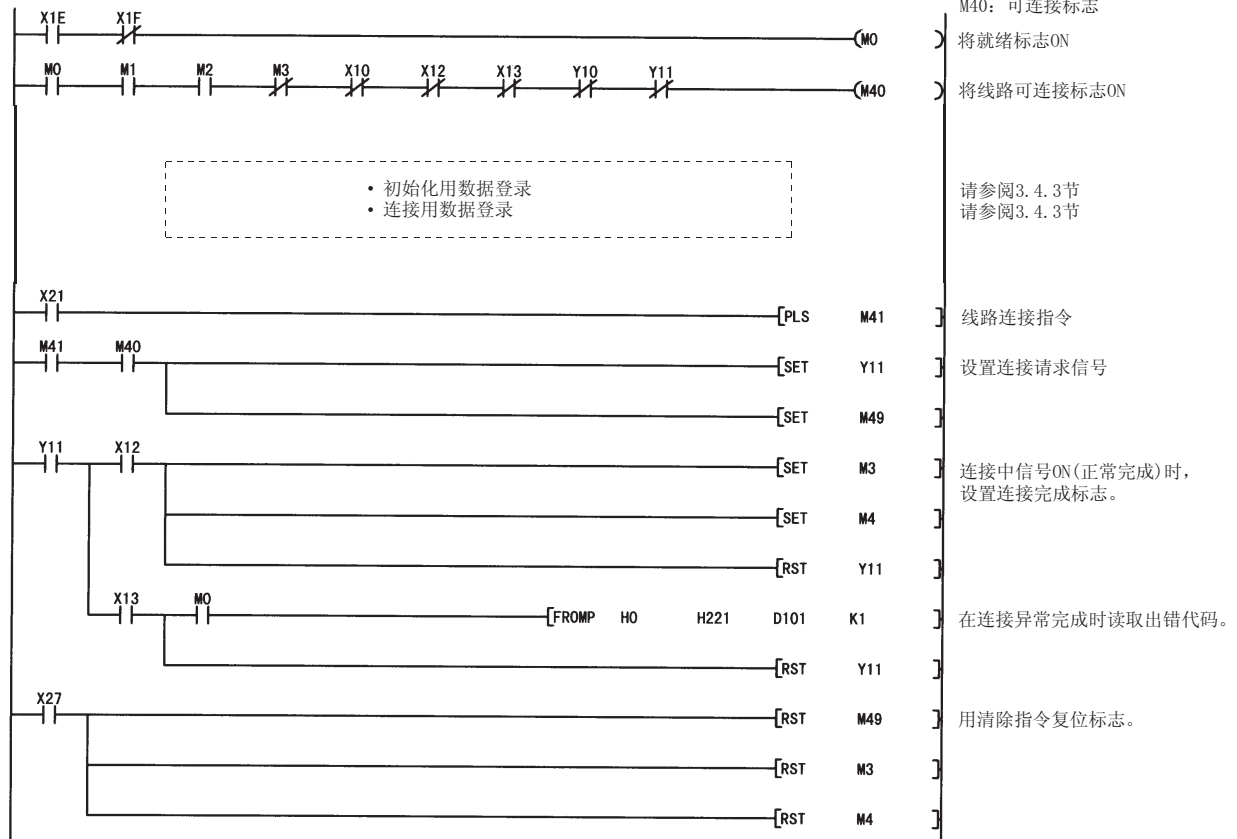 M40: 可连接标志
X1E X1F
(M0 ) 将就绪标志ON
M0 M1 M2 M3 X10 X12 X13 Y10 Y11
(M40 ) 将线路可连接标志ON
• 初始化用数据登录
• 连接用数据登录
请参阅3.4.3节
请参阅3.4.3节
X21
[PLS M41 ] 线路连接指令
M41 M40
[SET Y11 ] 设置连接请求信号
[SET M49 ]
Y11 X12
[SET M3 ] 连接中信号ON(正常完成)时,
设置连接完成标志。
[SET M4 ]
[RST Y11 ]
X13 M0
[FROMP H0 H221 D101 K1 ] 在连接异常完成时读取出错代码。
[RST Y11 ]
X27
[RST M49 ] 用清除指令复位标志。
[RST M3 ]
[RST M4 ]